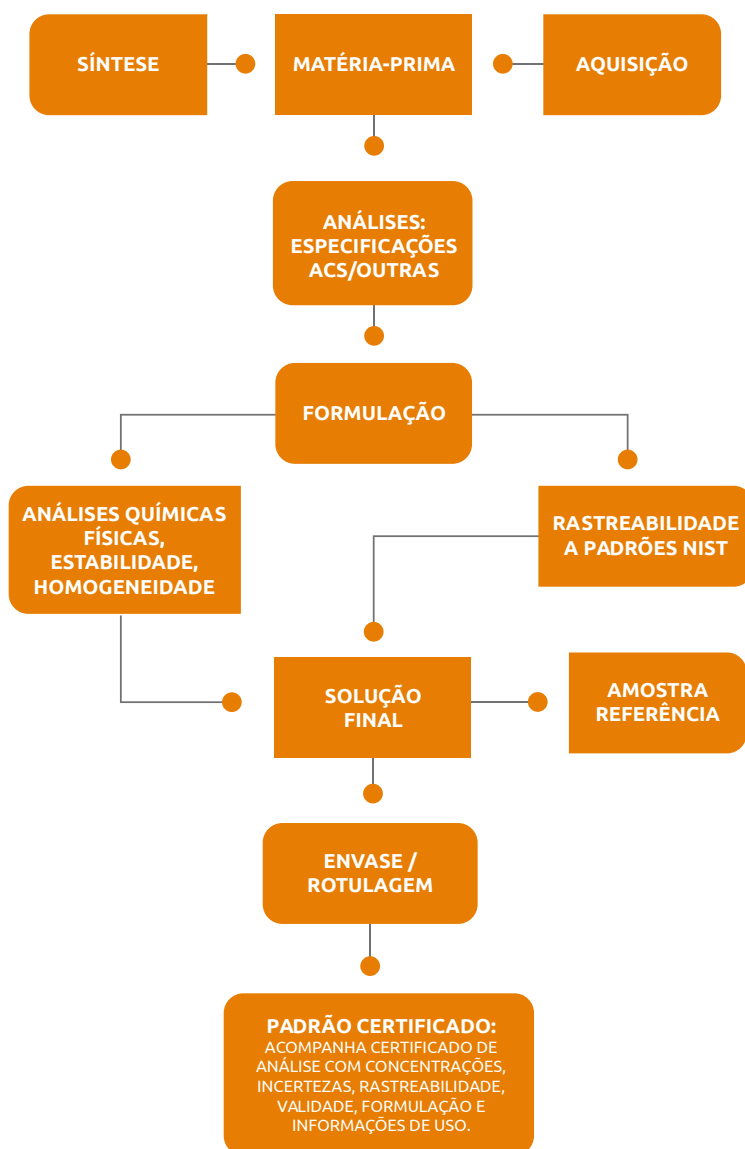 SÍNTESE
MATÉRIA-PRIMA
AQUISIÇÃO
ANÁLISES:
ESPECIFICAÇÕES
ACS/OUTRAS
FORMULAÇÃO
ANÁLISES QUÍMICAS
FÍSICAS,
ESTABILIDADE,
HOMOGENEIDADE
RASTREABILIDADE
A PADRÕES NIST
SOLUÇÃO
FINAL
AMOSTRA
REFERÊNCIA
ENVASE /
ROTULAGEM
PADRÃO CERTIFICADO:
ACOMPANHA CERTIFICADO DE
ANÁLISE COM CONCENTRAÇÕES,
INCERTEZAS, RASTREABILIDADE,
VALIDADE, FORMULAÇÃO E
INFORMAÇÕES DE USO.